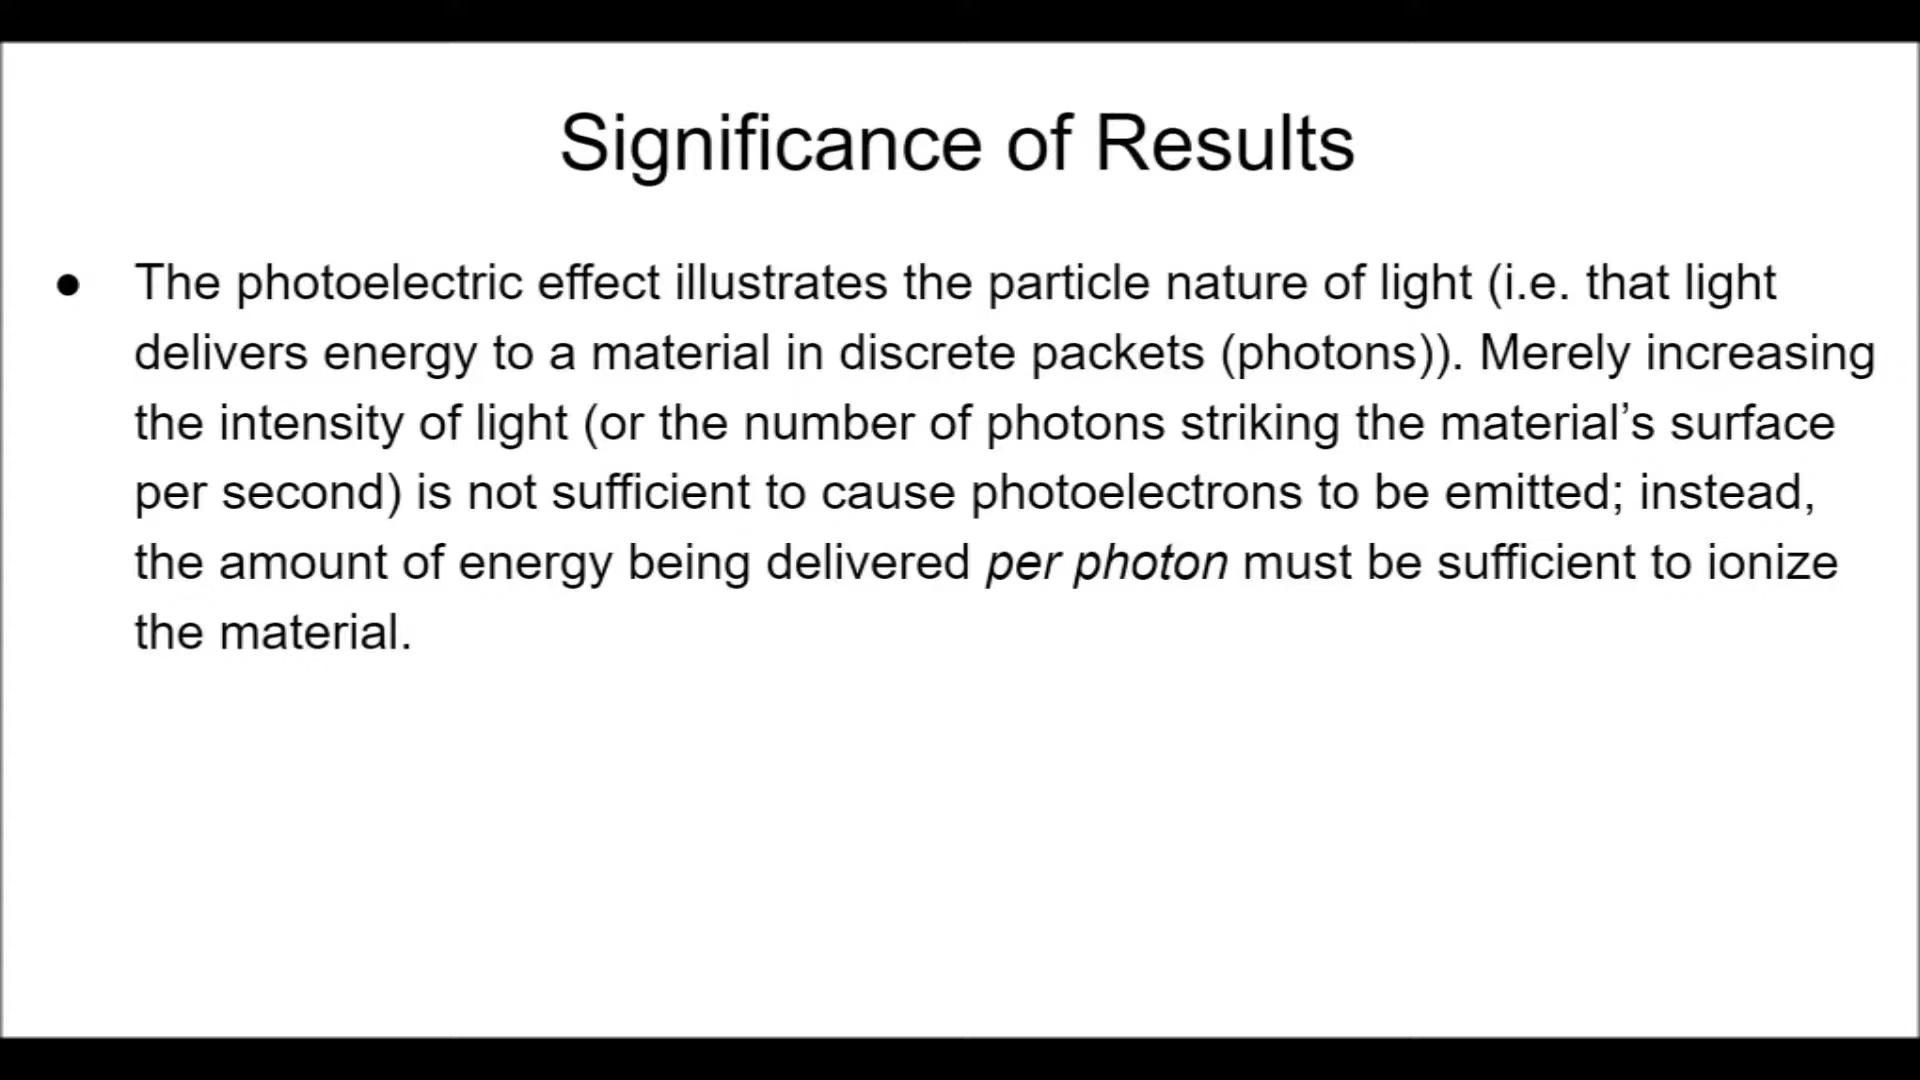 Significance of Results
● The photoelectric effect illustrates the particle nature of light (i.e. that light
delivers energy to a material in discrete packets (photons)). Merely increasing
the intensity of light (or the number of photons striking the material’s surface
per second) is not sufficient to cause photoelectrons to be emitted; instead,
the amount of energy being delivered per photon must be sufficient to ionize
the material.